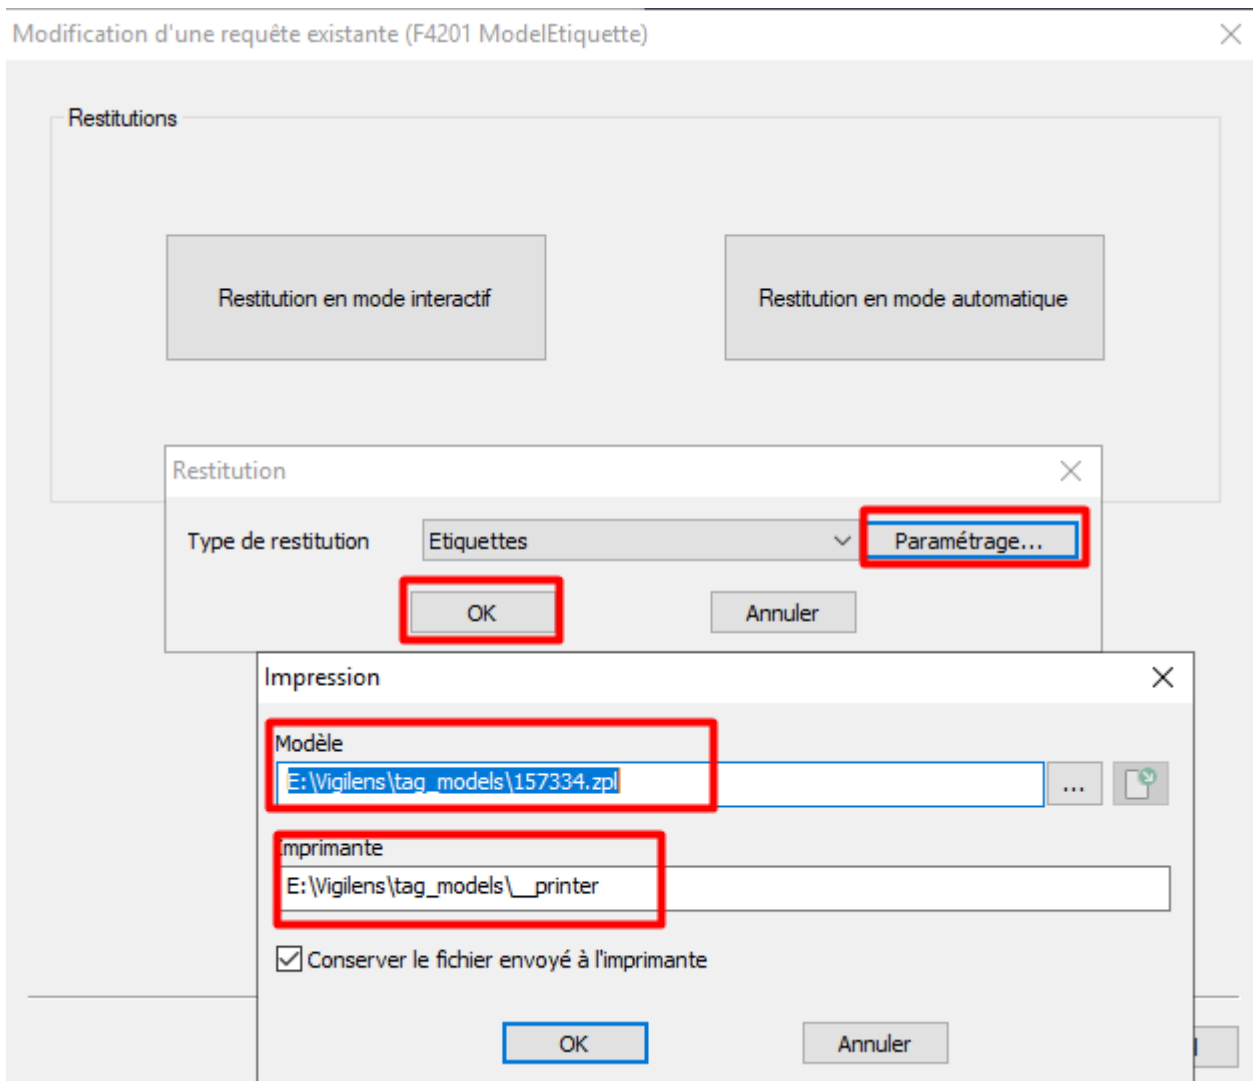 Modification d'une requête existante (F4201 ModelEtiquette)
Restitutions
Restitution en mode interactif
Restitution en mode automatique
Restitution
Type de restitution
Etiquettes
Paramétrage...
OK
Annuler
Impression
Modèle
E:\Vigilens\tag_models\157334.zpl
...
Imprimante
E:\Vigilens\tag_models\__printer
Conserver le fichier envoyé à l'imprimante
OK
Annuler